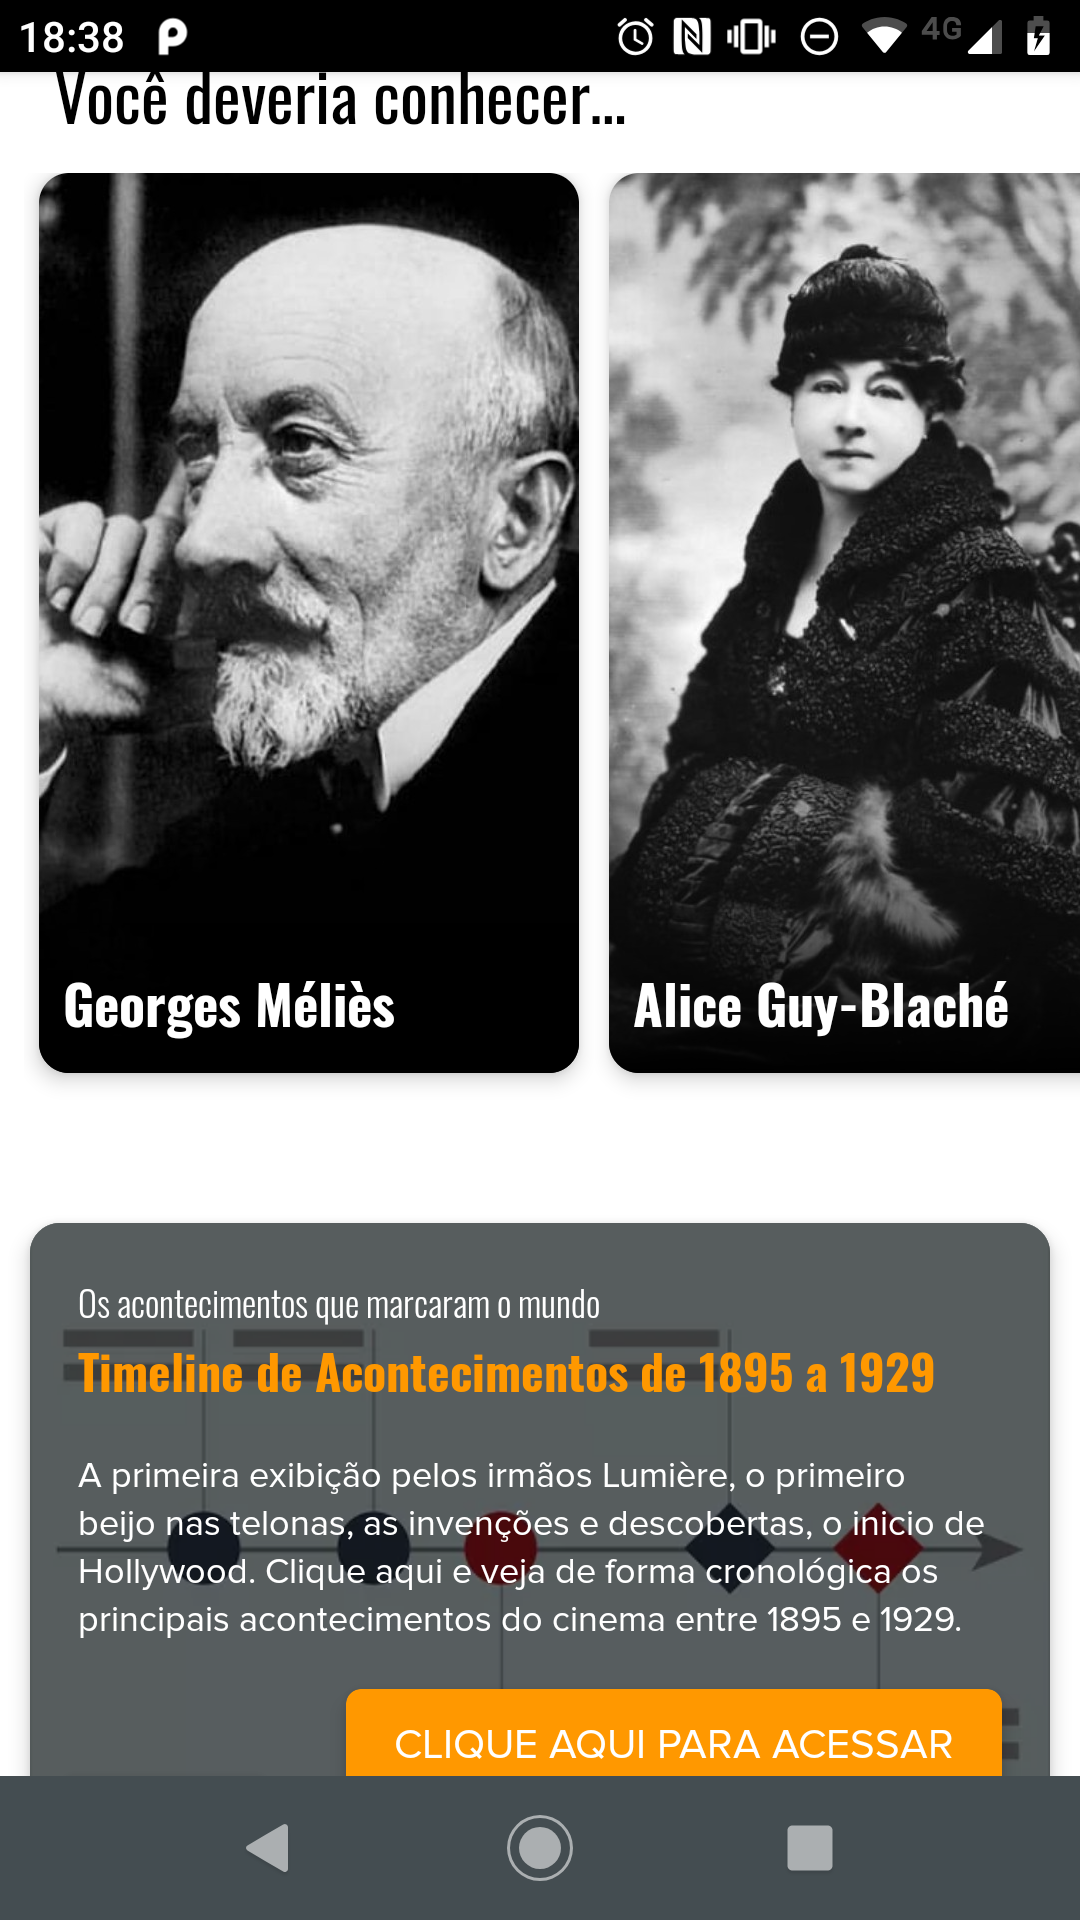 18:38
4G
Você deveria conhecer...
Georges Méliès
Alice Guy-Blaché
Os acontecimentos que marcaram o mundo
Timeline de Acontecimentos de 1895 a 1929
A primeira exibição pelos irmãos Lumière, o primeiro
beijo nas telonas, as invenções e descobertas, o inicio de
Hollywood. Clique aqui e veja de forma cronológica os
principais acontecimentos do cinema entre 1895 e 1929.
CLIQUE AQUI PARA ACESSAR